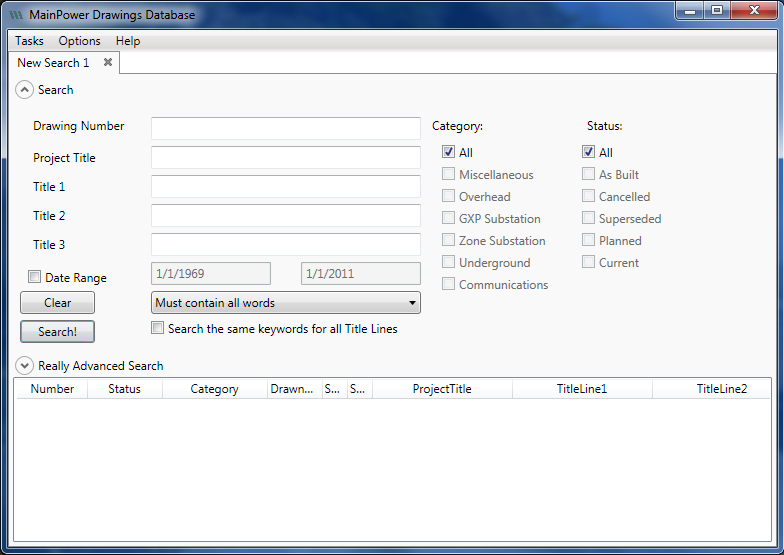 MainPower Drawings Database
Tasks Options Help
New Search 1
Search
Drawing Number
Project Title
Title 1
Title 2
Title 3
Date Range
1/1/1969
1/1/2011
Clear
Must contain all words
Search!
Search the same keywords for all Title Lines
Category:
All
Miscellaneous
Overhead
GXP Substation
Zone Substation
Underground
Communications
Status:
All
As Built
Cancelled
Superseded
Planned
Current
Really Advanced Search
Number Status Category Drawn... S... S... ProjectTitle TitleLine1 TitleLine2